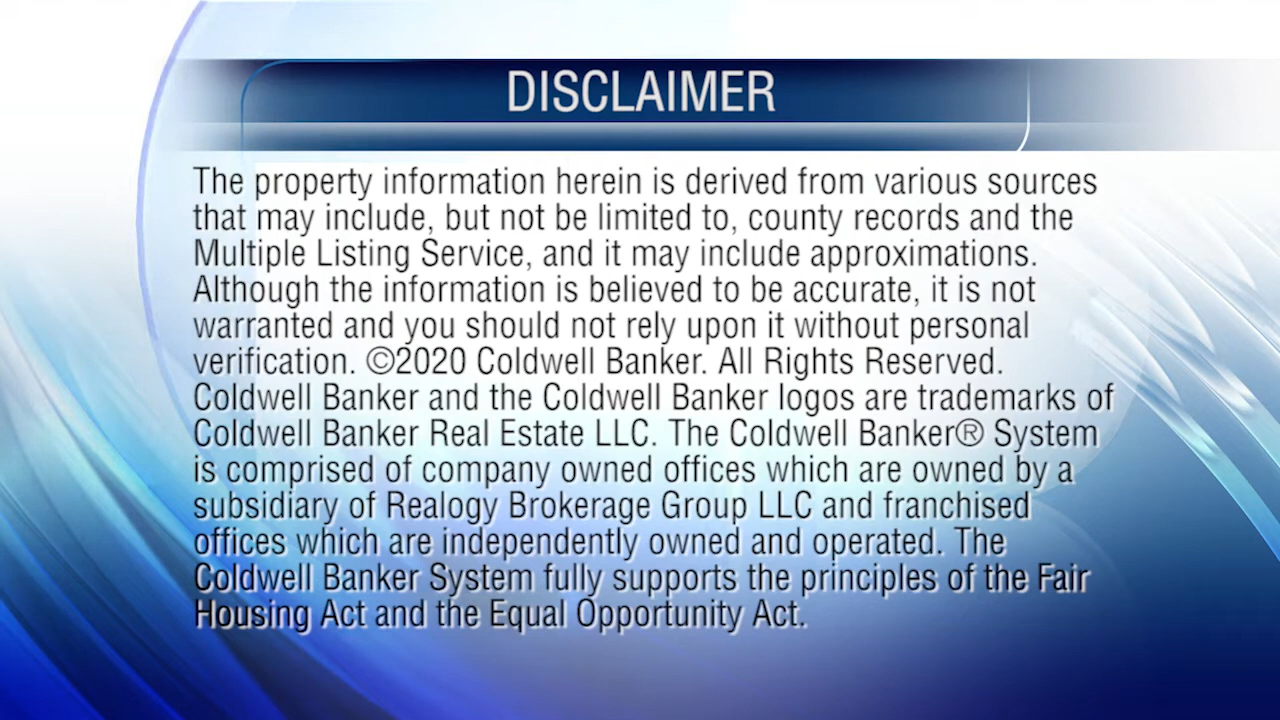 DISCLAIMER
The property information herein is derived from various sources
that may include, but not be limited to, county records and the
Multiple Listing Service, and it may include approximations.
Although the information is believed to be accurate, it is not
warranted and you should not rely upon it without personal
verification. ©2020 Coldwell Banker. All Rights Reserved.
Coldwell Banker and the Coldwell Banker logos are trademarks of
Coldwell Banker Real Estate LLC. The Coldwell Banker® System
is comprised of company owned offices which are owned by a
subsidiary of Realogy Brokerage Group LLC and franchised
offices which are independently owned and operated. The
Coldwell Banker System fully supports the principles of the Fair
Housing Act and the Equal Opportunity Act.